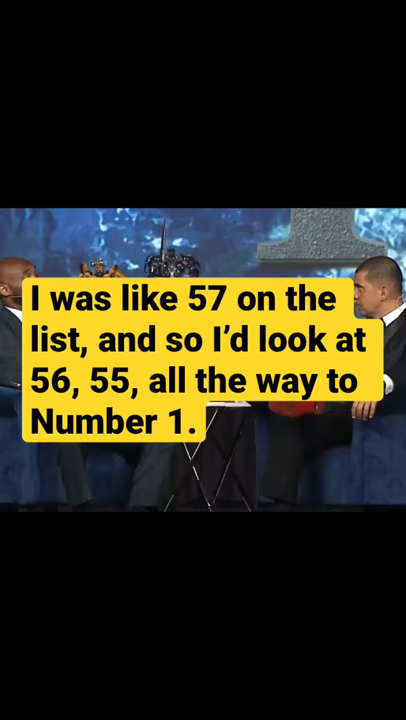 I was like 57 on the
list, and so I’d look at
56, 55, all the way to
Number 1.